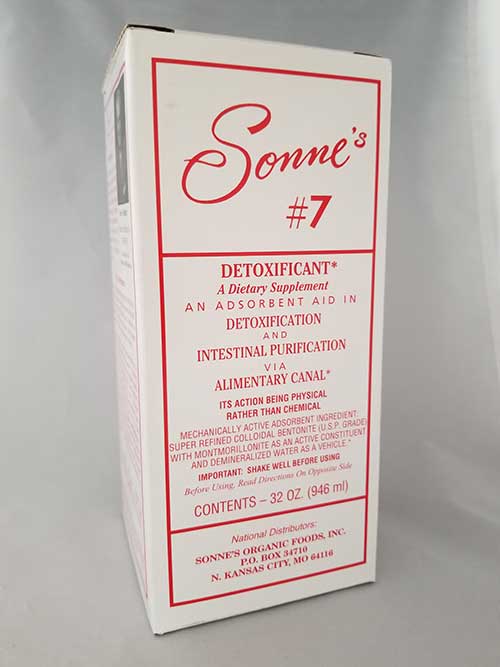 Sonne's
#7
DETOXIFICANT*
A Dietary Supplement
AN ADSORBENT AID IN
DETOXIFICATION
AND
INTESTINAL PURIFICATION
VIA
ALIMENTARY CANAL*
ITS ACTION BEING PHYSICAL
RATHER THAN CHEMICAL
MECHANICALLY ACTIVE ADSORBENT INGREDIENT:
SUPER REFINED COLLOIDAL BENTONITE (U.S.P. GRADE)
WITH MONTMORILLONITE AS AN ACTIVE CONSTITUENT
AND DEMINERALIZED WATER AS A VEHICLE.*
IMPORTANT: SHAKE WELL BEFORE USING
Before Using, Read Directions On Opposite Side
CONTENTS – 32 OZ. (946 ml)
National Distributors:
SONNE'S ORGANIC FOODS, INC.
P.O. BOX 34710
N. KANSAS CITY, MO 64116